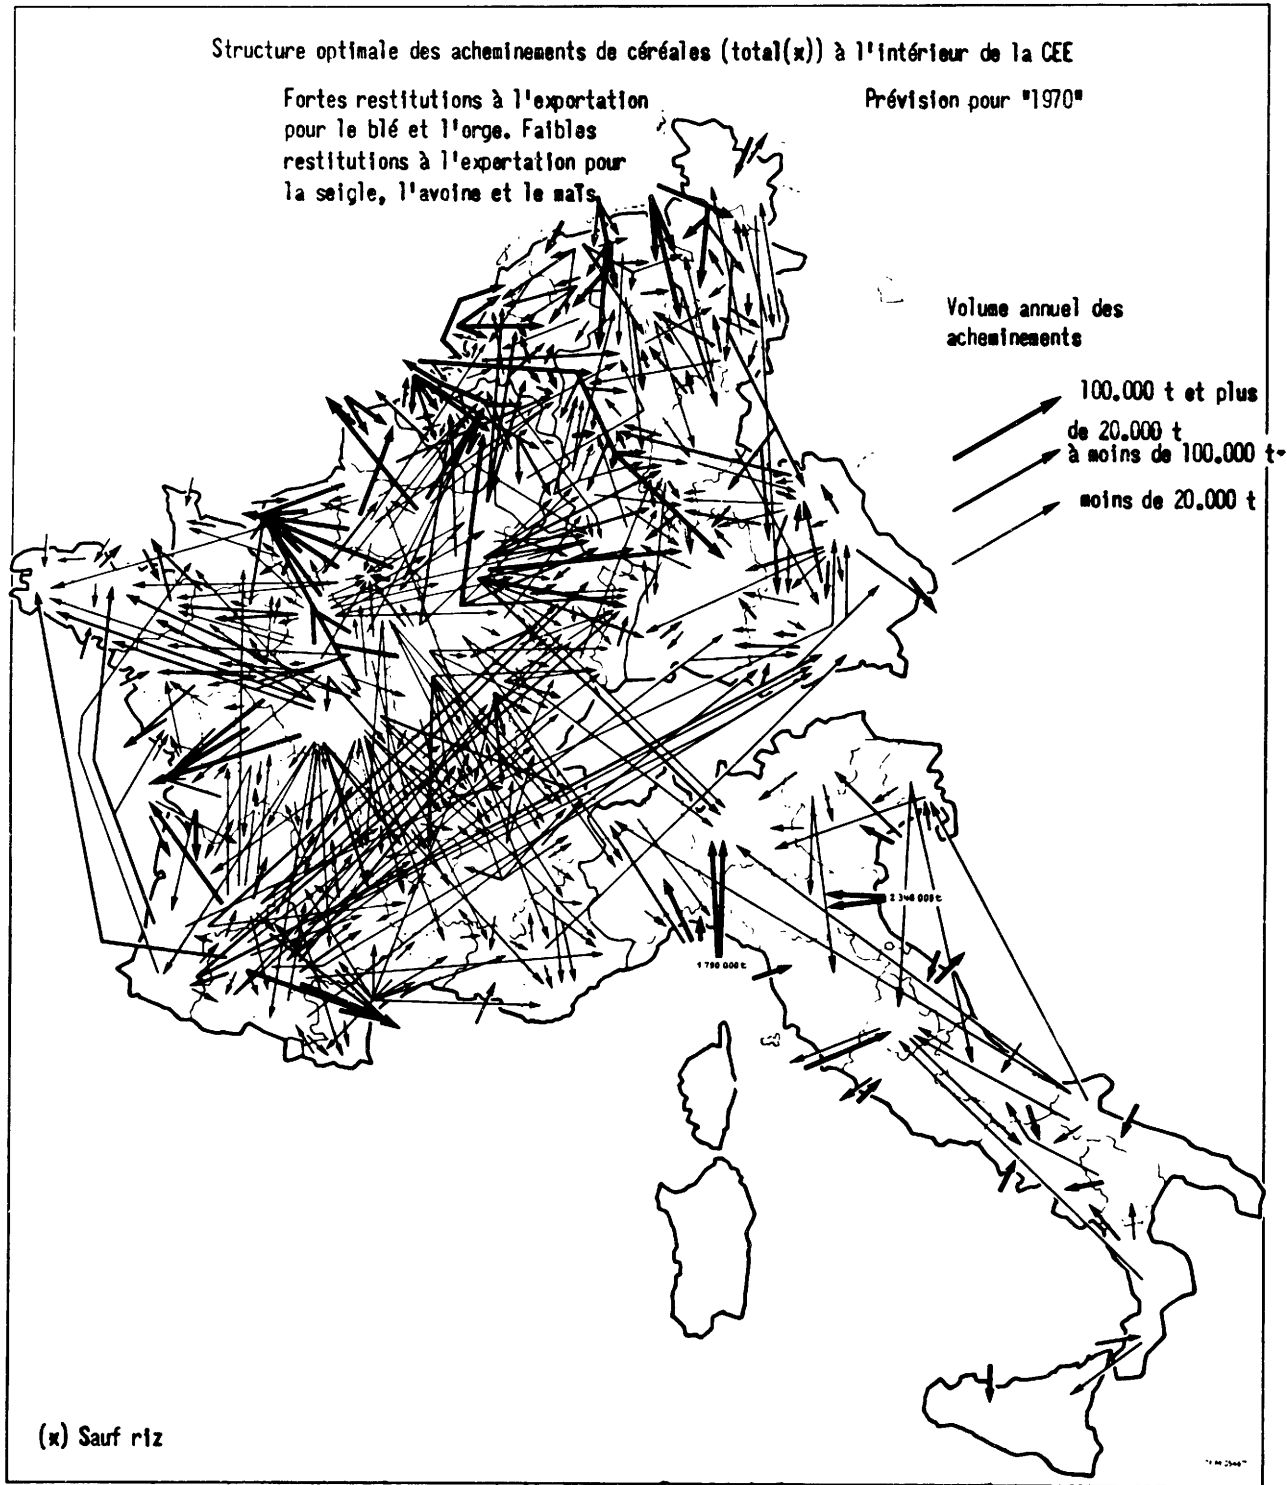 Structure optimale des acheminements de céréales (total(x)) à l'intérieur de la CEE
Fortes restitutions à l'exportation
pour le blé et l'orge. Faibles
restitutions à l'expertation pour
la seigle, l'avoine et le maïs
Prévision pour "1970"
Volume annuel des
acheminements
100.000 t et plus
de 20.000 t
à moins de 100.000 t
moins de 20.000 t
2 340 000 t
1 790 000 t
(x) Sauf riz